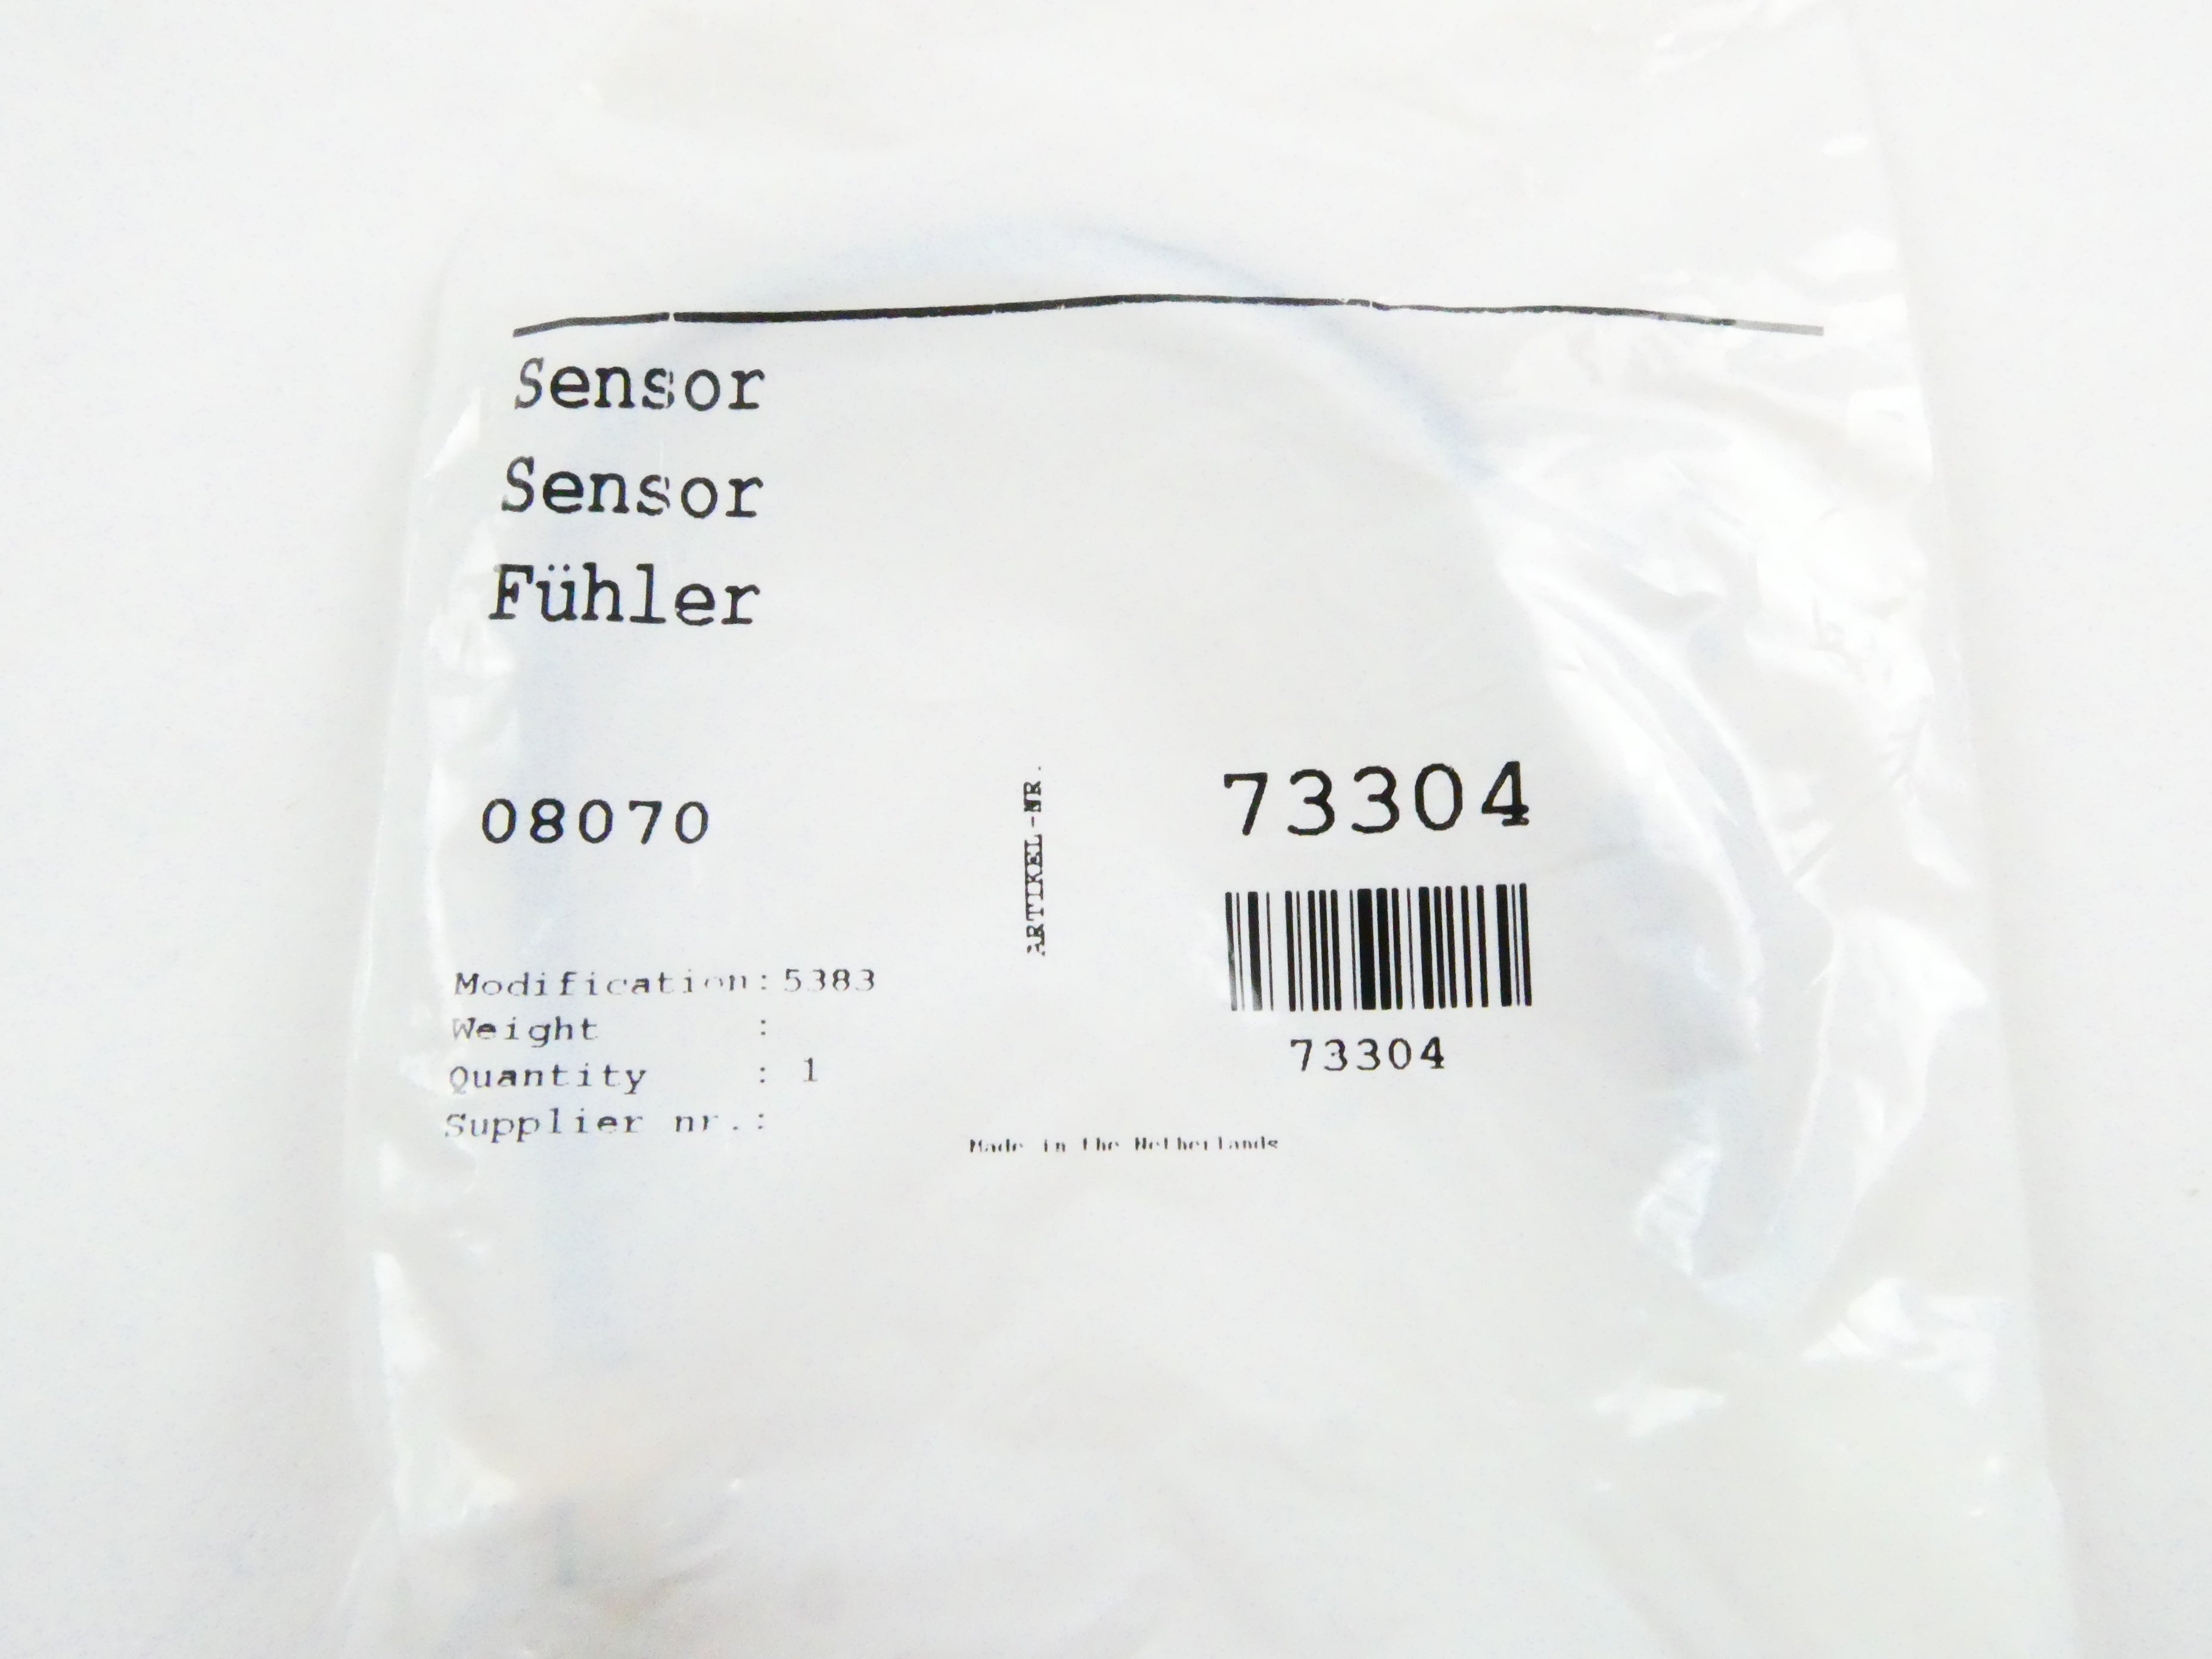 Sensor
Sensor
Fühler
08070
ARTIKEL-NR.
73304
73304
Modification:5383
Weight :
Quantity : 1
Supplier nr.:
Made in the Netherlands